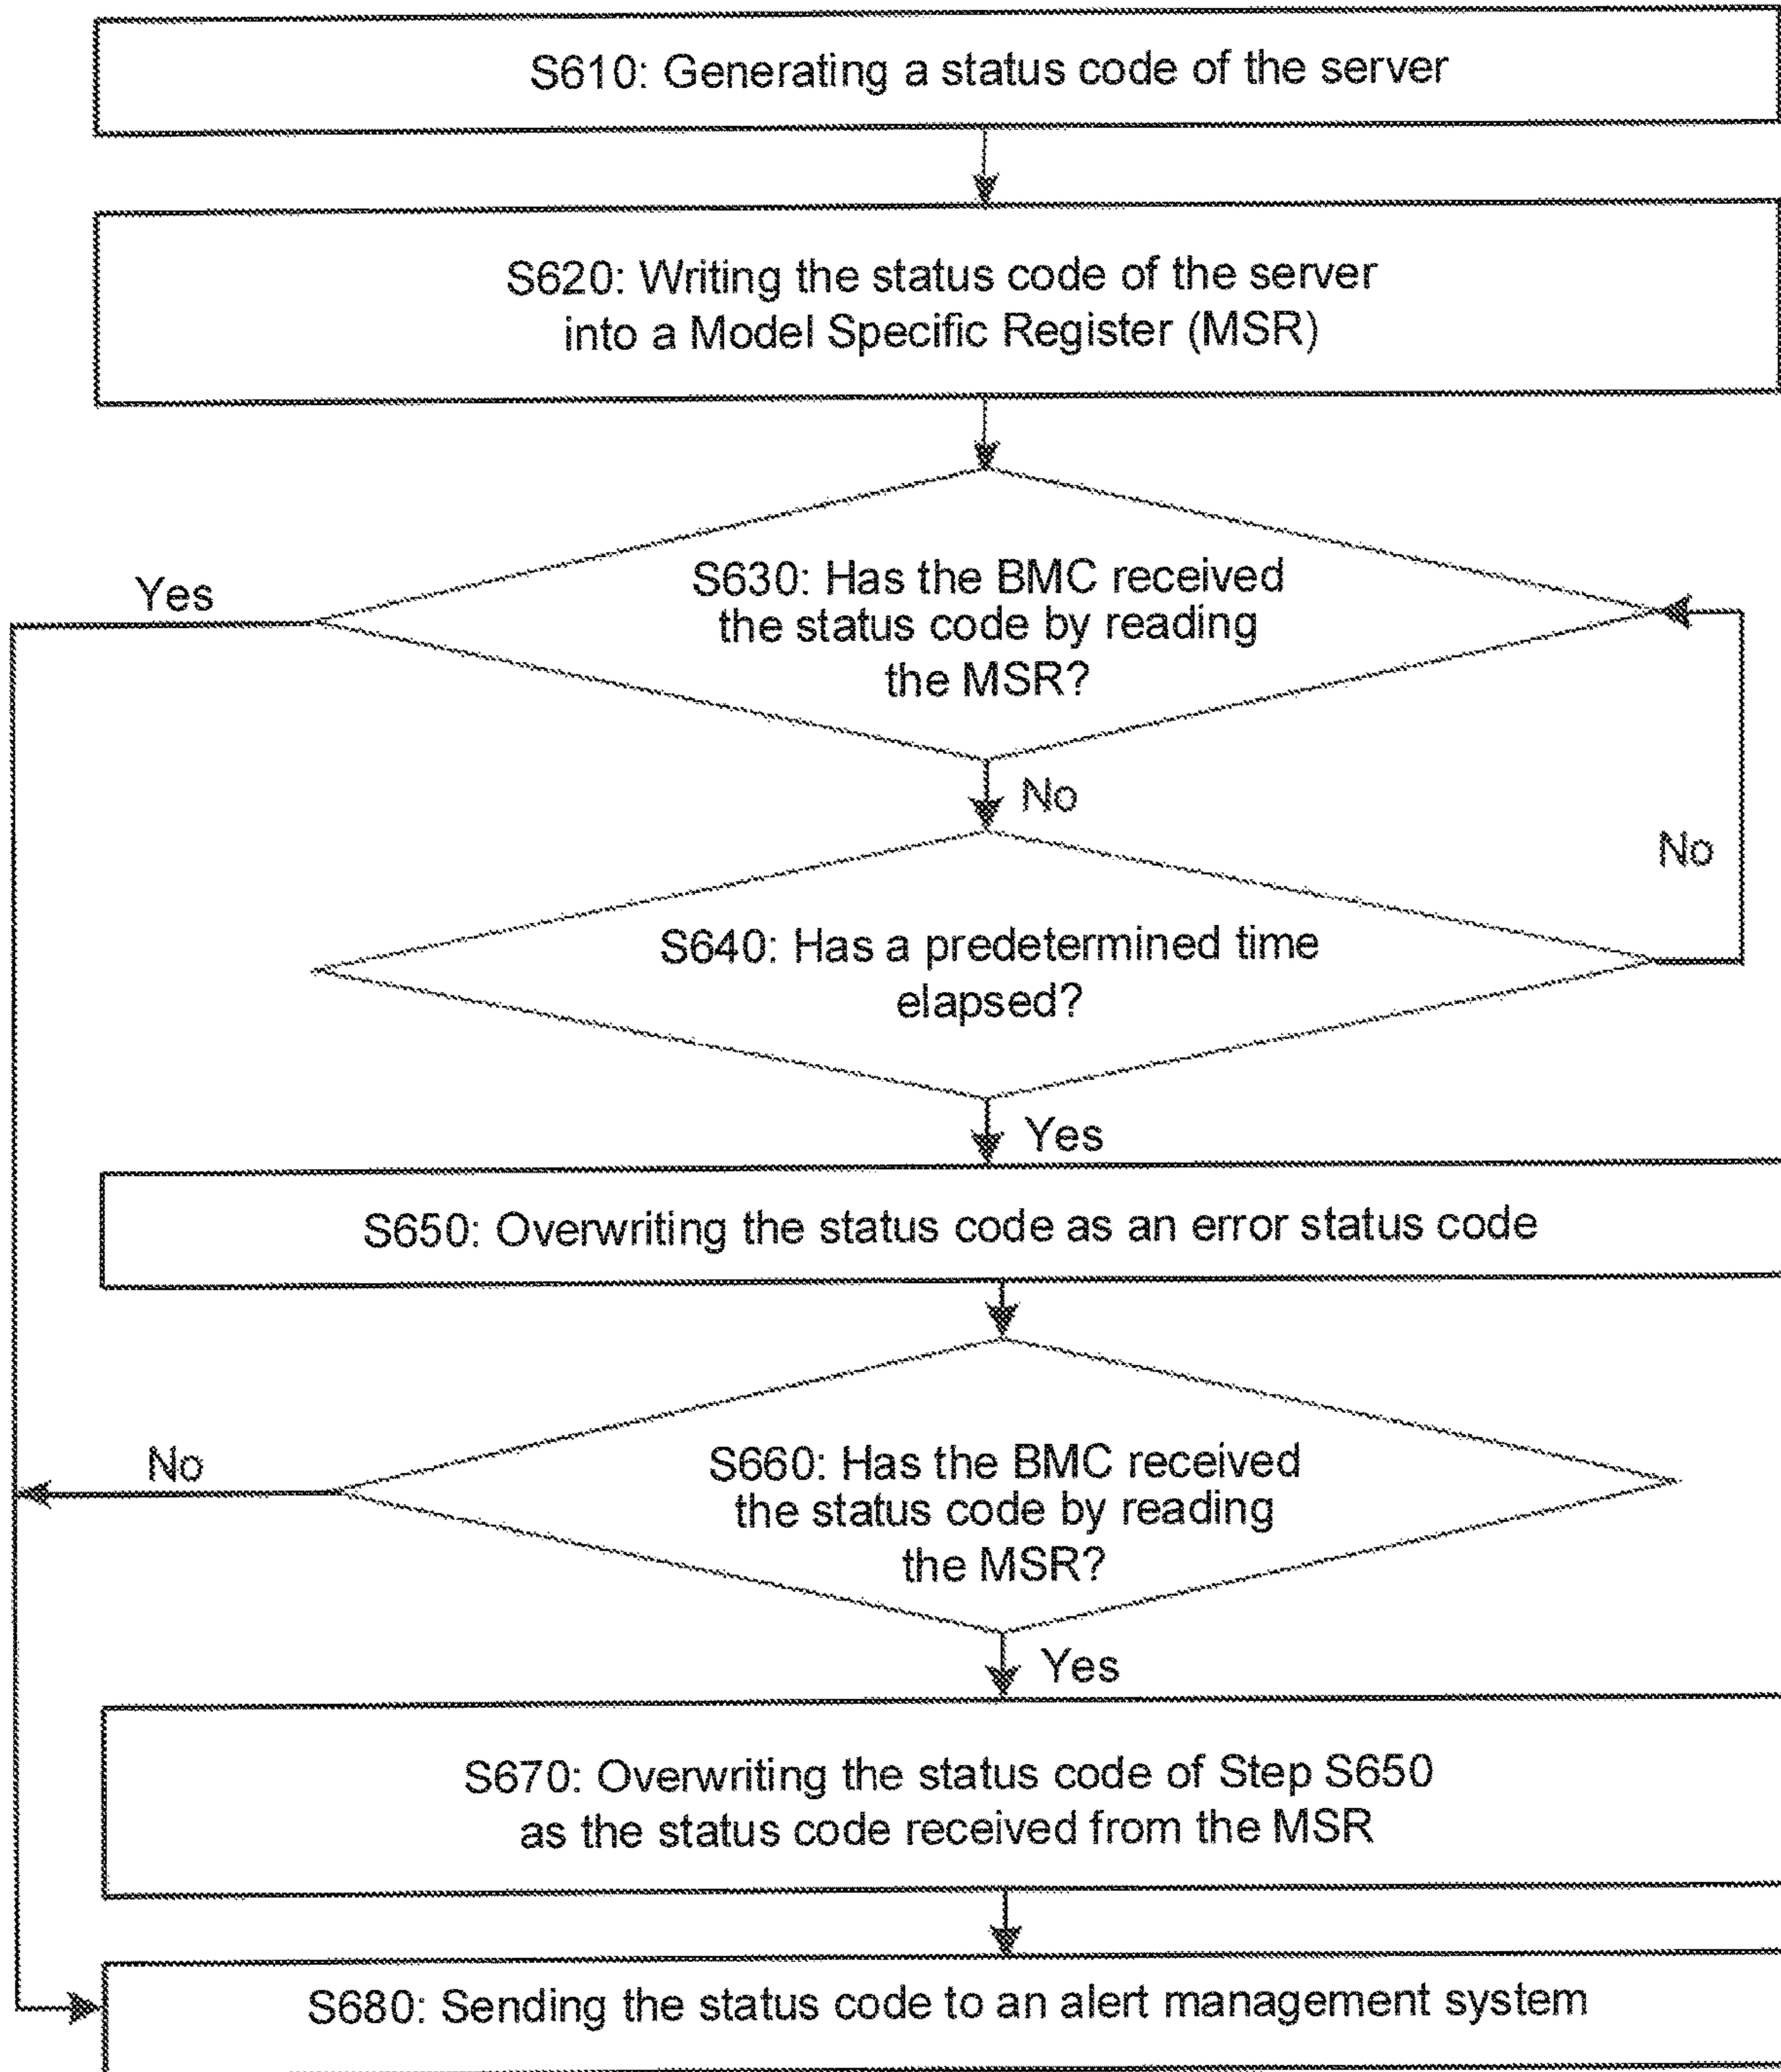 S610: Generating a status code of the server
S620: Writing the status code of the server
into a Model Specific Register (MSR)
S630: Has the BMC received
the status code by reading
the MSR?
Yes
No
No
S640: Has a predetermined time
elapsed?
Yes
S650: Overwriting the status code as an error status code
S660: Has the BMC received
the status code by reading
the MSR?
No
Yes
S670: Overwriting the status code of Step S650
as the status code received from the MSR
S680: Sending the status code to an alert management system